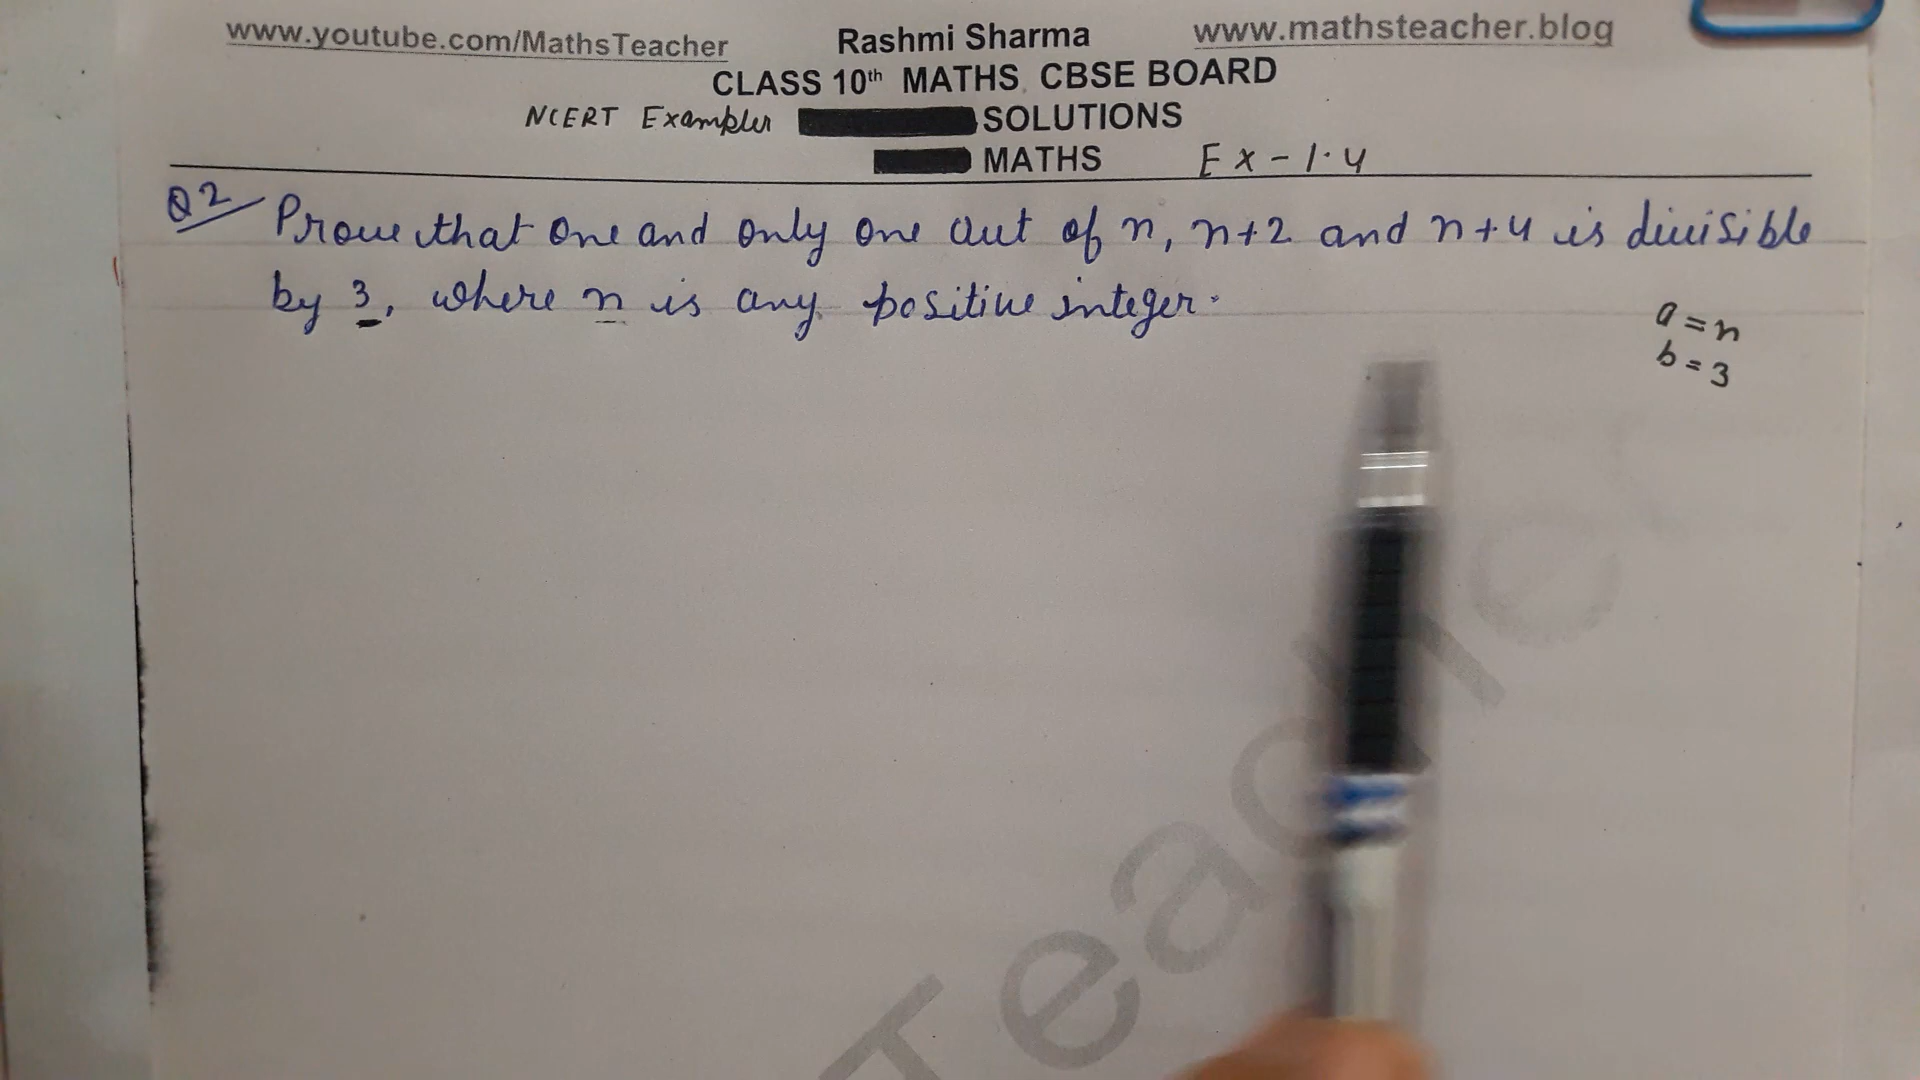 www.youtube.com/MathsTeacher Rashmi Sharma www.mathsteacher.blog
CLASS 10th MATHS CBSE BOARD
NCERT Exampler SOLUTIONS
MATHS Ex-1.4
Q2 Prove that one and only one out of n, n+2 and n+4 is divisible
by 3, where n is any positive integer.
a=n
b=3
Teacher